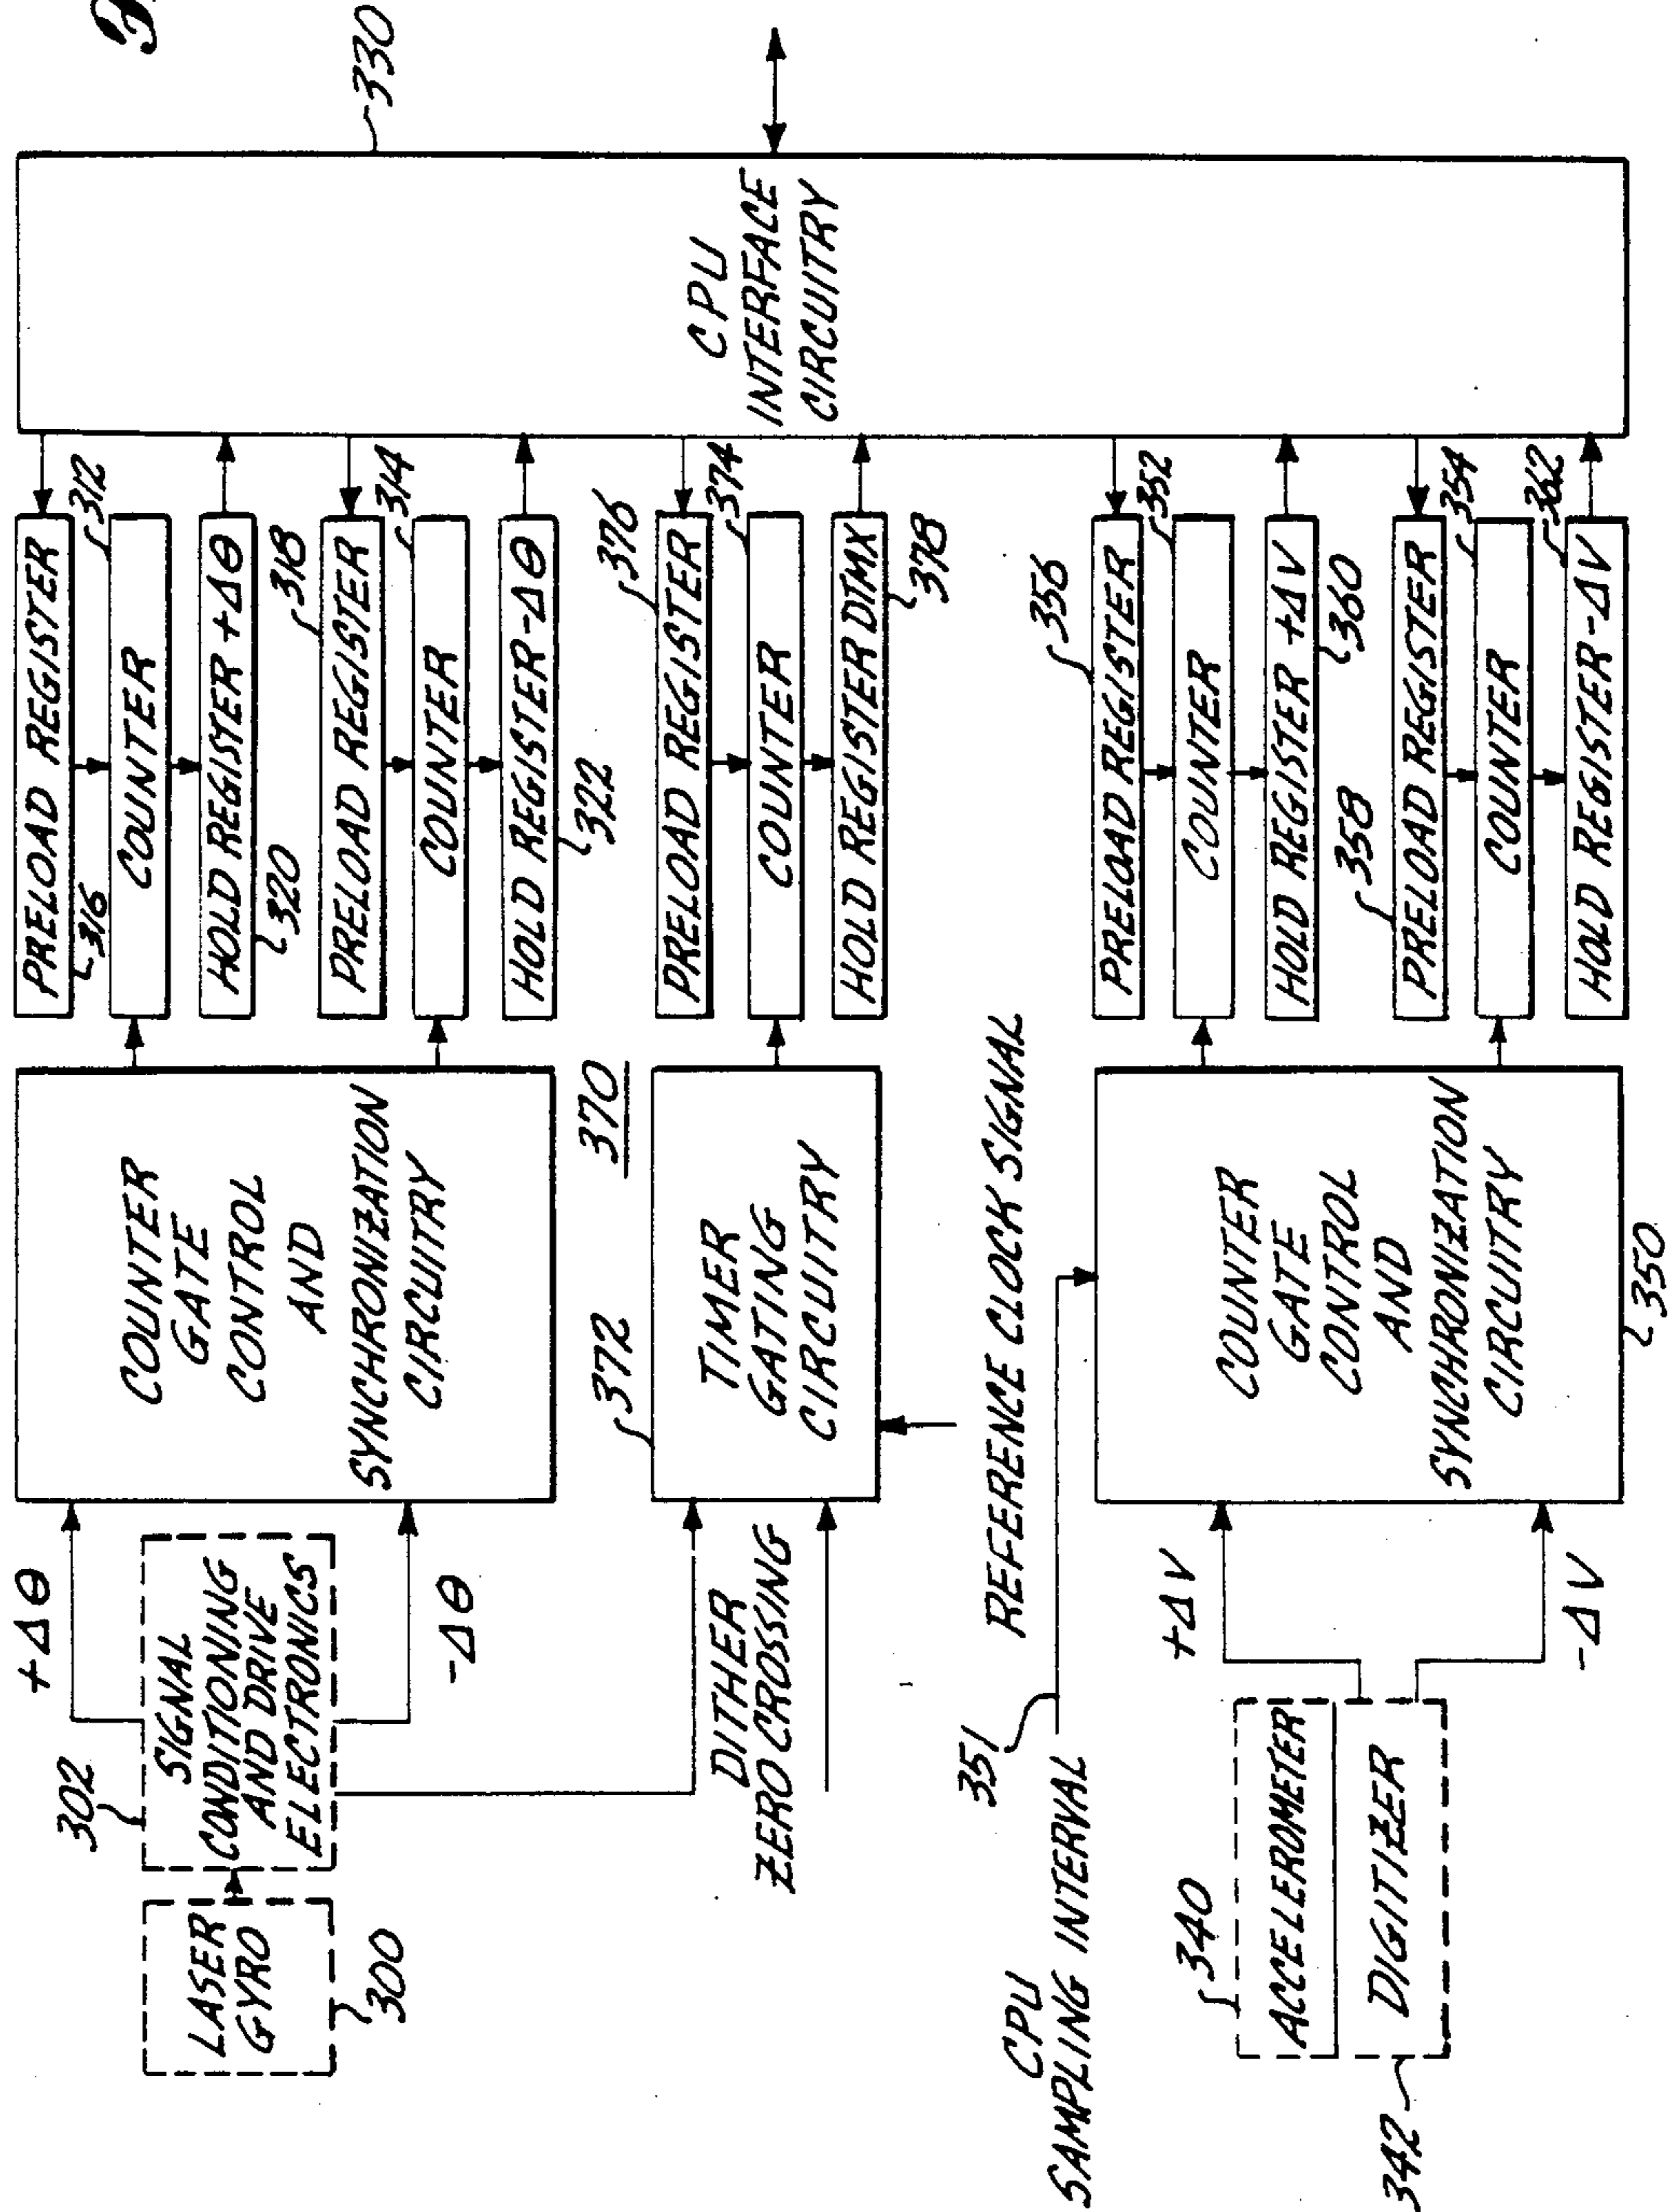 330
CPU
INTERFACE
CIRCUITRY
PRELOAD REGISTER
316
312
COUNTER
HOLD REGISTER +Δθ
320
318
PRELOAD REGISTER
314
COUNTER
HOLD REGISTER-Δθ
322
376
PRELOAD REGISTER
374
COUNTER
HOLD REGISTER DTMX
378
356
PRELOAD REGISTER
352
COUNTER
HOLD REGISTER +ΔV
360
358
PRELOAD REGISTER
354
COUNTER
362
HOLD REGISTER-ΔV
COUNTER
GATE
CONTROL
AND
SYNCHRONIZATION
CIRCUITRY
370
372
TIMER
GATING
CIRCUITRY
REFERENCE CLOCK SIGNAL
COUNTER
GATE
CONTROL
AND
SYNCHRONIZATION
CIRCUITRY
350
+Δθ
302
SIGNAL
CONDITIONING
AND DRIVE
ELECTRONICS
-Δθ
LASER
GYRO
300
DITHER
ZERO CROSSING
351
CPU
SAMPLING INTERVAL
+ΔV
-ΔV
340
ACCELEROMETER
DIGITIZER
342